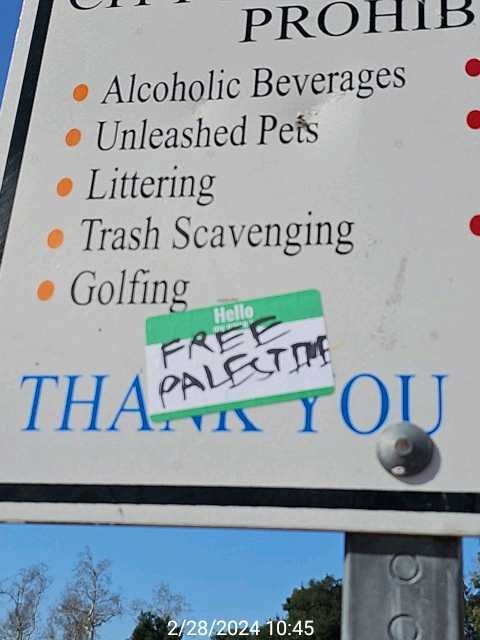 PROHIB
Alcoholic Beverages
Unleashed Pets
Littering
Trash Scavenging
Golfing
Hello
FREE
PALESTINE
THANK YOU
2/28/2024 10:45